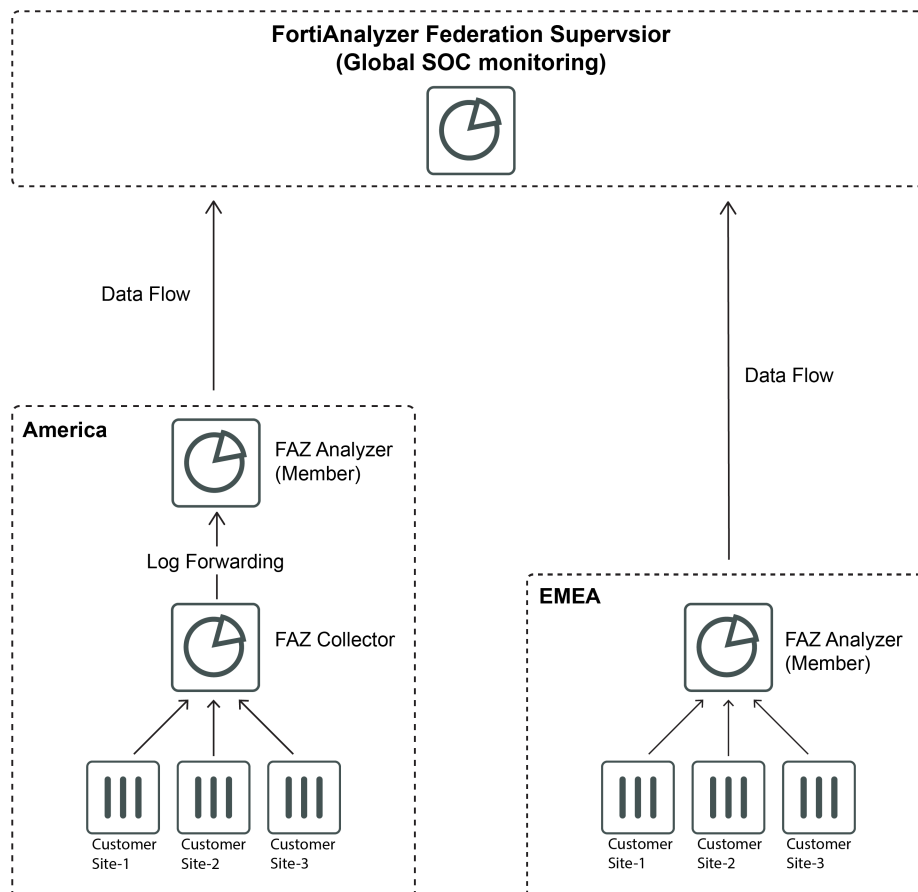 FortiAnalyzer Federation Supervsior
(Global SOC monitoring)
Data Flow
Data Flow
America
FAZ Analyzer
(Member)
Log Forwarding
FAZ Collector
EMEA
FAZ Analyzer
(Member)
Customer
Site-1
Customer
Site-2
Customer
Site-3
Customer
Site-1
Customer
Site-2
Customer
Site-3